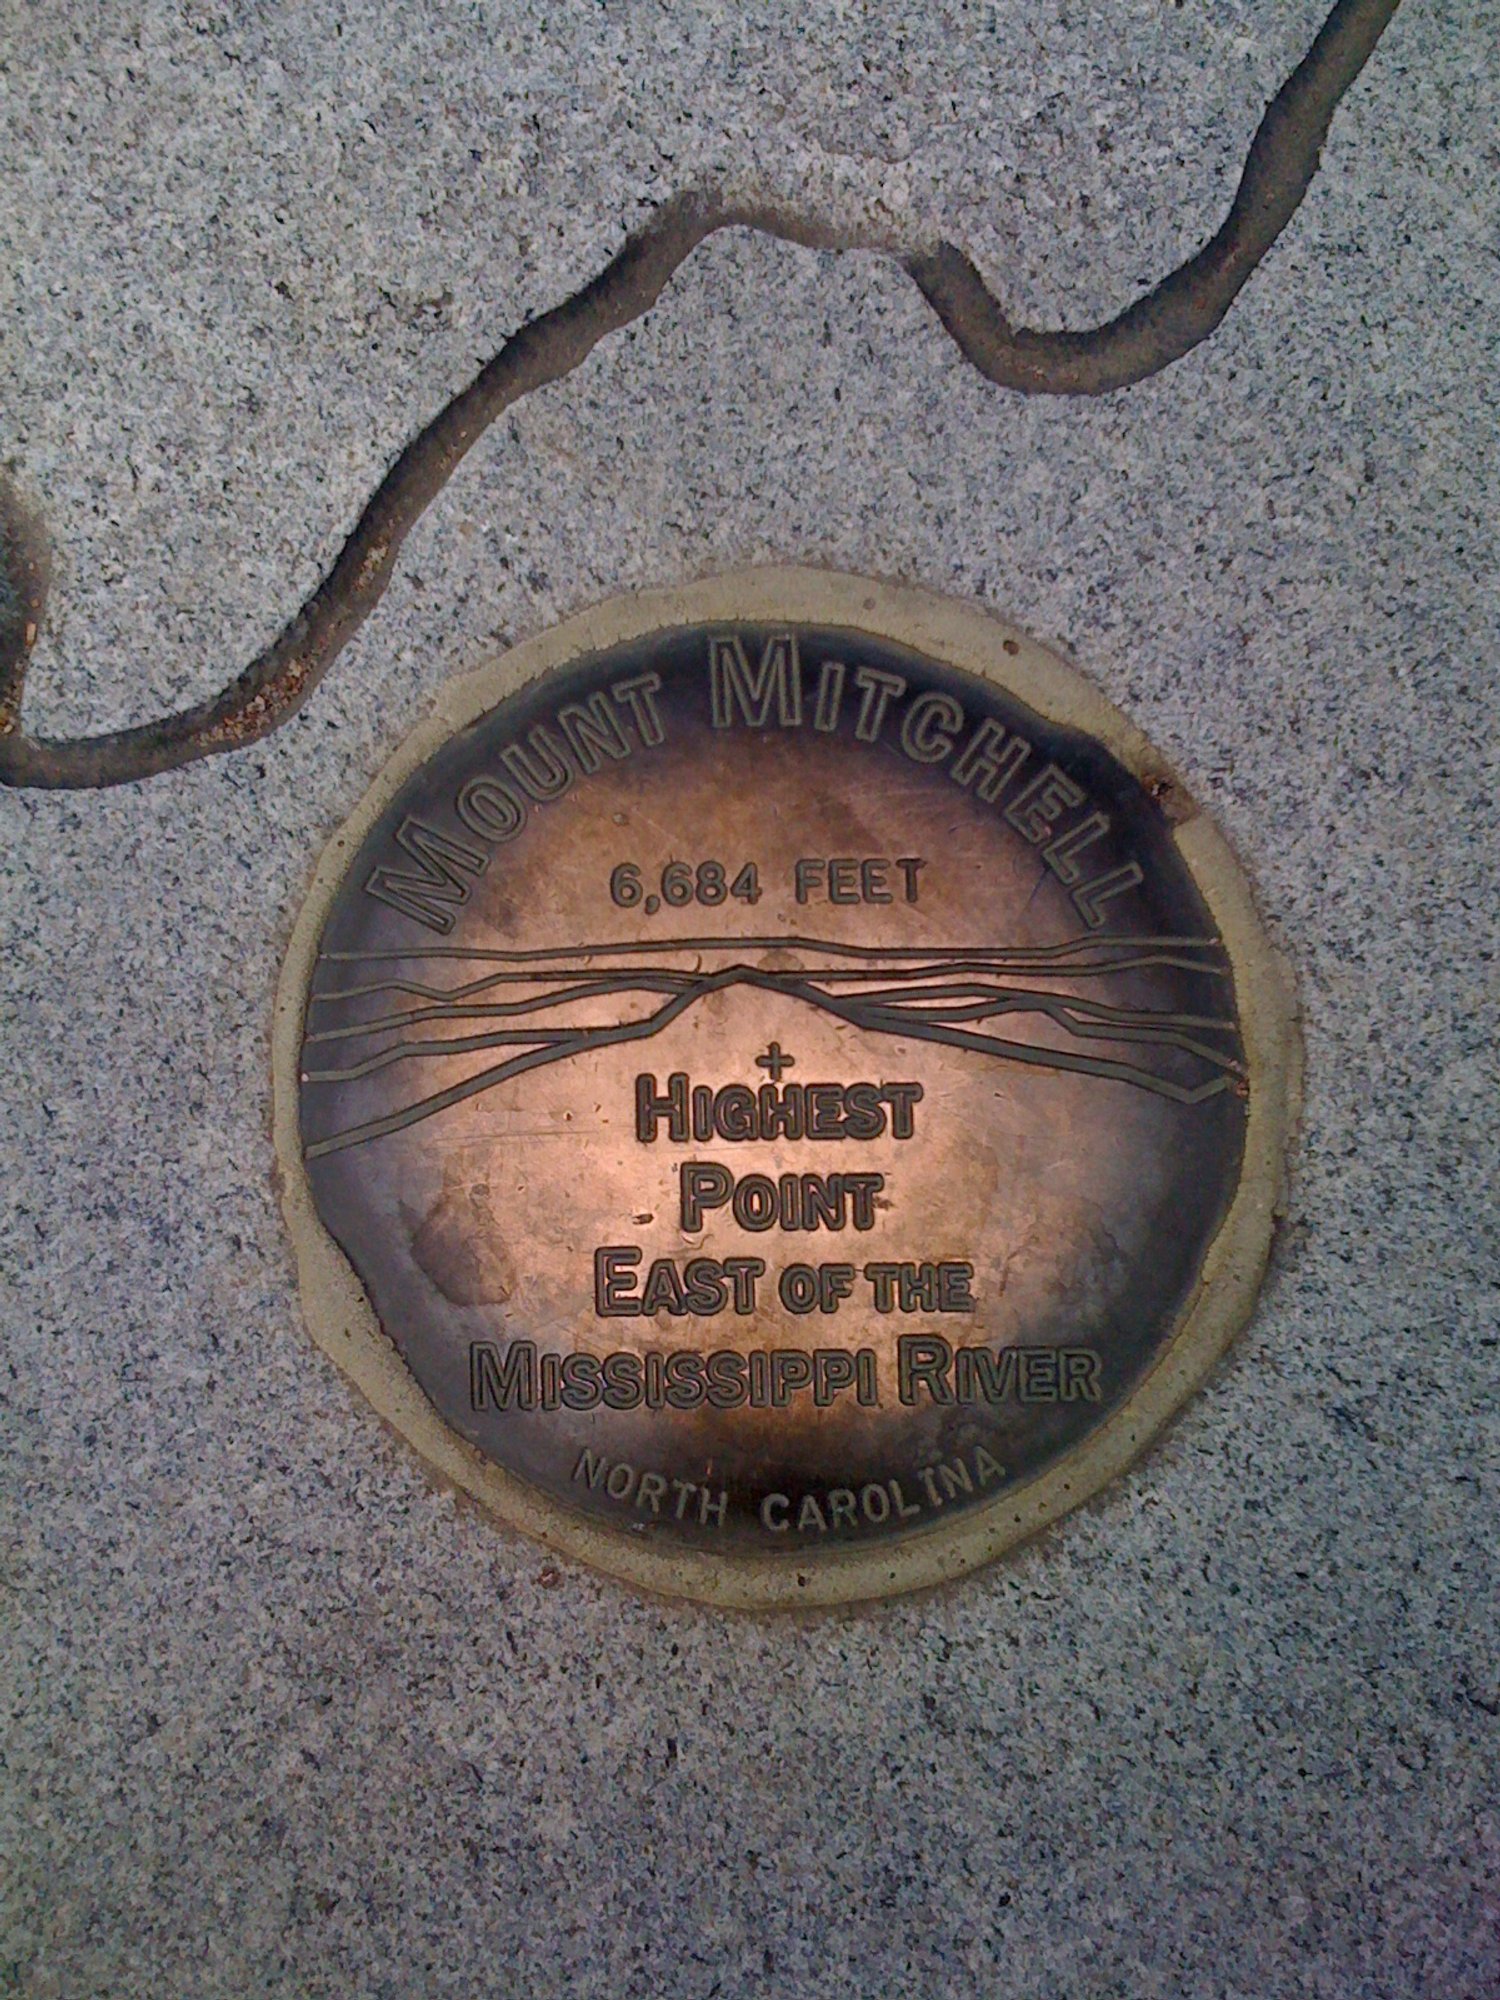 Mount Mitchell
6,684 FEET
+
Highest
Point
East of the
Mississippi River
NORTH CAROLINA